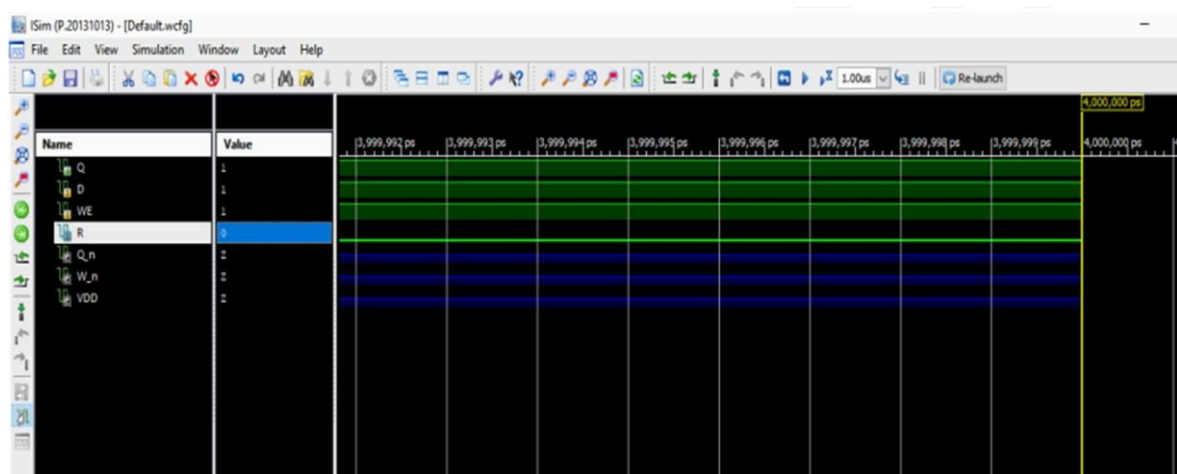 ISim (P.20131013) - [Default.wcfg]
File Edit View Simulation Window Layout Help
1.00us Re-launch
4,000,000 ps
Name Value 3,999,992 ps 3,999,993 ps 3,999,994 ps 3,999,995 ps 3,999,996 ps 3,999,997 ps 3,999,998 ps 3,999,999 ps 4,000,000 ps
Q 1
D 1
WE 1
R 0
Q_n z
W_n z
VDD z